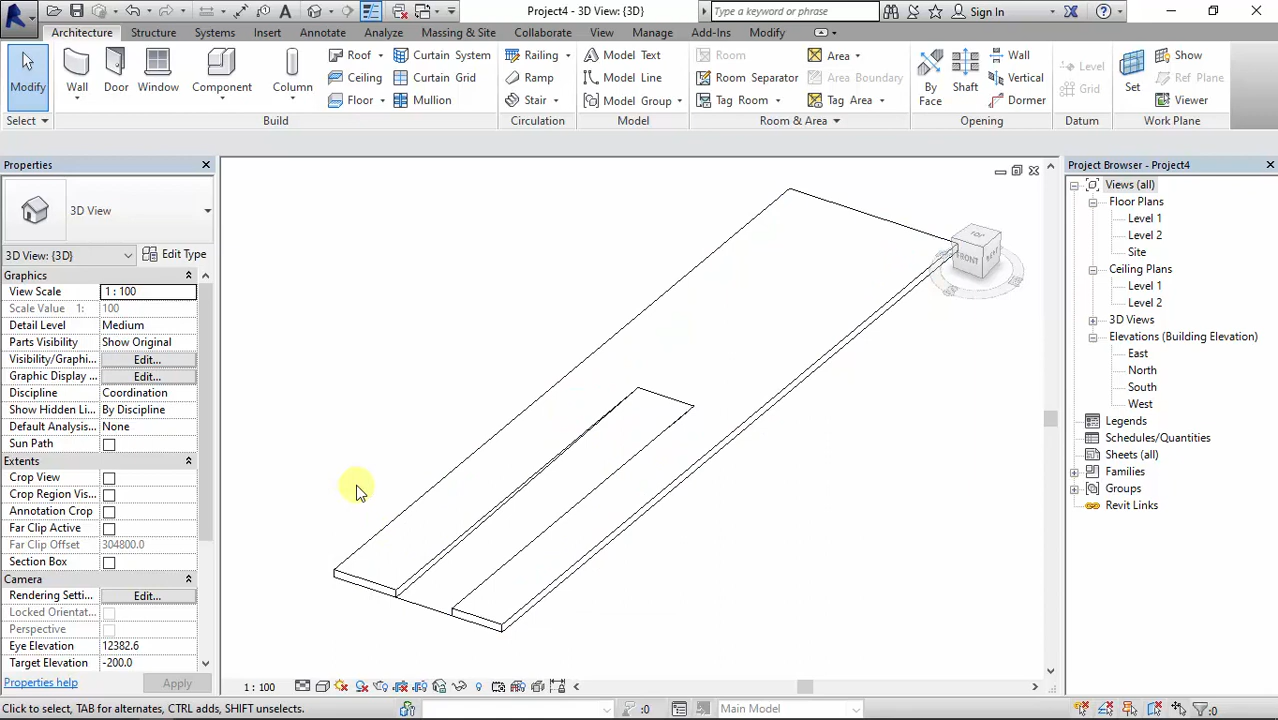 Project4 - 3D View: {3D}
Type a keyword or phrase
Sign In
Architecture Structure Systems Insert Annotate Analyze Massing & Site Collaborate View Manage Add-Ins Modify
Modify
Wall
Door
Window
Component
Column
Roof
Ceiling
Floor
Curtain System
Curtain Grid
Mullion
Railing
Ramp
Stair
Model Text
Model Line
Model Group
Room
Room Separator
Tag Room
Area
Area Boundary
Tag Area
By Face
Shaft
Wall
Vertical
Dormer
Level
Grid
Set
Show
Ref Plane
Viewer
Select Build Circulation Model Room & Area Opening Datum Work Plane
Properties
3D View
3D View: {3D} Edit Type
Graphics
View Scale 1 : 100
Scale Value 1: 100
Detail Level Medium
Parts Visibility Show Original
Visibility/Graphi... Edit...
Graphic Display ... Edit...
Discipline Coordination
Show Hidden Li... By Discipline
Default Analysis... None
Sun Path
Extents
Crop View
Crop Region Vis...
Annotation Crop
Far Clip Active
Far Clip Offset 304800.0
Section Box
Camera
Rendering Setti... Edit...
Locked Orientat...
Perspective
Eye Elevation 12382.6
Target Elevation -200.0
Properties help Apply
TOP
FRONT
Project Browser - Project4
Views (all)
Floor Plans
Level 1
Level 2
Site
Ceiling Plans
Level 1
Level 2
3D Views
Elevations (Building Elevation)
East
North
South
West
Legends
Schedules/Quantities
Sheets (all)
Families
Groups
Revit Links
1 : 100
Click to select, TAB for alternates, CTRL adds, SHIFT unselects.
:0
Main Model
:0